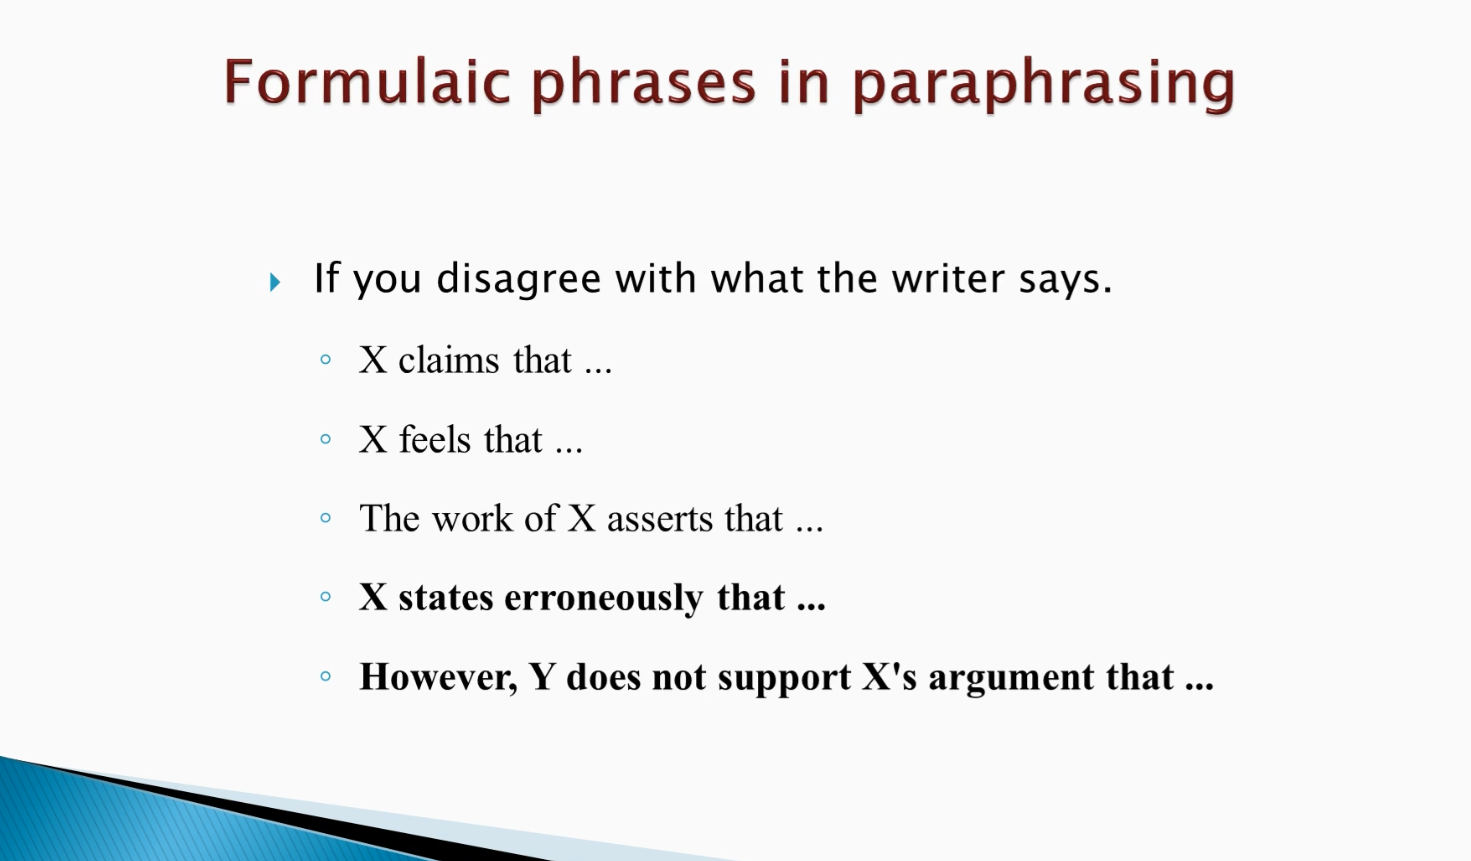 Formulaic phrases in paraphrasing
If you disagree with what the writer says.
X claims that ...
X feels that ...
The work of X asserts that ...
X states erroneously that ...
However, Y does not support X's argument that ...